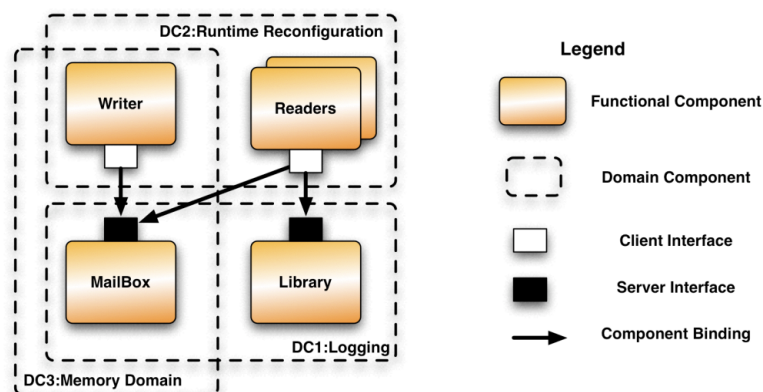 DC2:Runtime Reconfiguration
Writer
Readers
MailBox
Library
DC1:Logging
DC3:Memory Domain
Legend
Functional Component
Domain Component
Client Interface
Server Interface
Component Binding